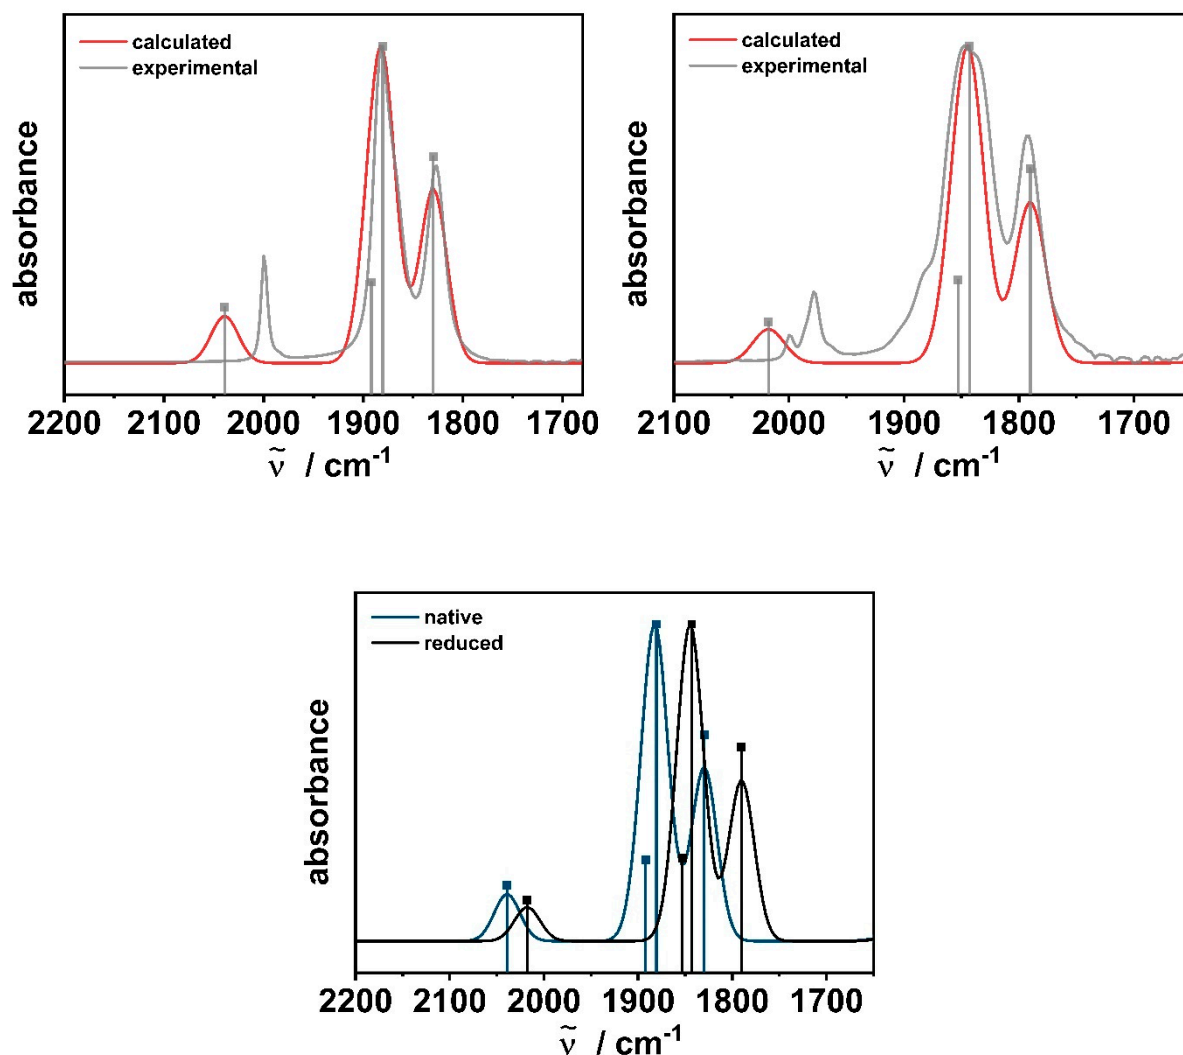 calculated
experimental
absorbance
2200 2100 2000 1900 1800 1700
ν̃ / cm⁻¹
calculated
experimental
absorbance
2100 2000 1900 1800 1700
ν̃ / cm⁻¹
native
reduced
absorbance
2200 2100 2000 1900 1800 1700
ν̃ / cm⁻¹